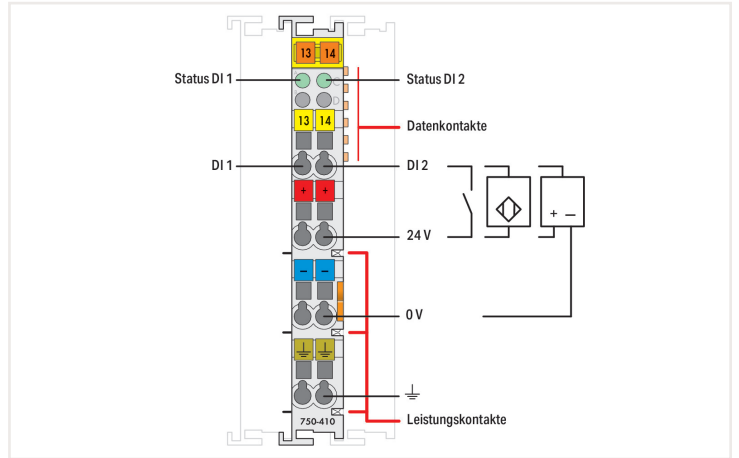 13 14
Status DI 1
Status DI 2
C
D
13 14
Datenkontakte
DI 1
DI 2
+ +
+ –
24 V
– –
0 V
750-410
Leistungskontakte